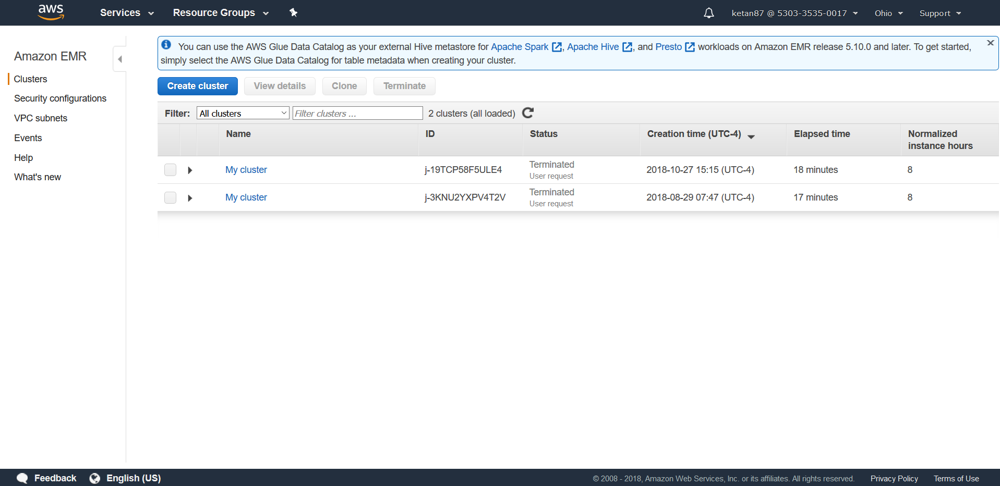 aws Services Resource Groups ketan87 @ 5303-3535-0017 Ohio Support
Amazon EMR
Clusters
Security configurations
VPC subnets
Events
Help
What's new
You can use the AWS Glue Data Catalog as your external Hive metastore for Apache Spark , Apache Hive , and Presto workloads on Amazon EMR release 5.10.0 and later. To get started,
simply select the AWS Glue Data Catalog for table metadata when creating your cluster.
Create cluster View details Clone Terminate
Filter: All clusters Filter clusters ... 2 clusters (all loaded)
Name ID Status Creation time (UTC-4) Elapsed time Normalized
instance hours
My cluster j-19TCP58F5ULE4 Terminated 2018-10-27 15:15 (UTC-4) 18 minutes 8
User request
My cluster j-3KNU2YXPV4T2V Terminated 2018-08-29 07:47 (UTC-4) 17 minutes 8
User request
Feedback English (US) © 2008 - 2018, Amazon Web Services, Inc. or its affiliates. All rights reserved. Privacy Policy Terms of Use